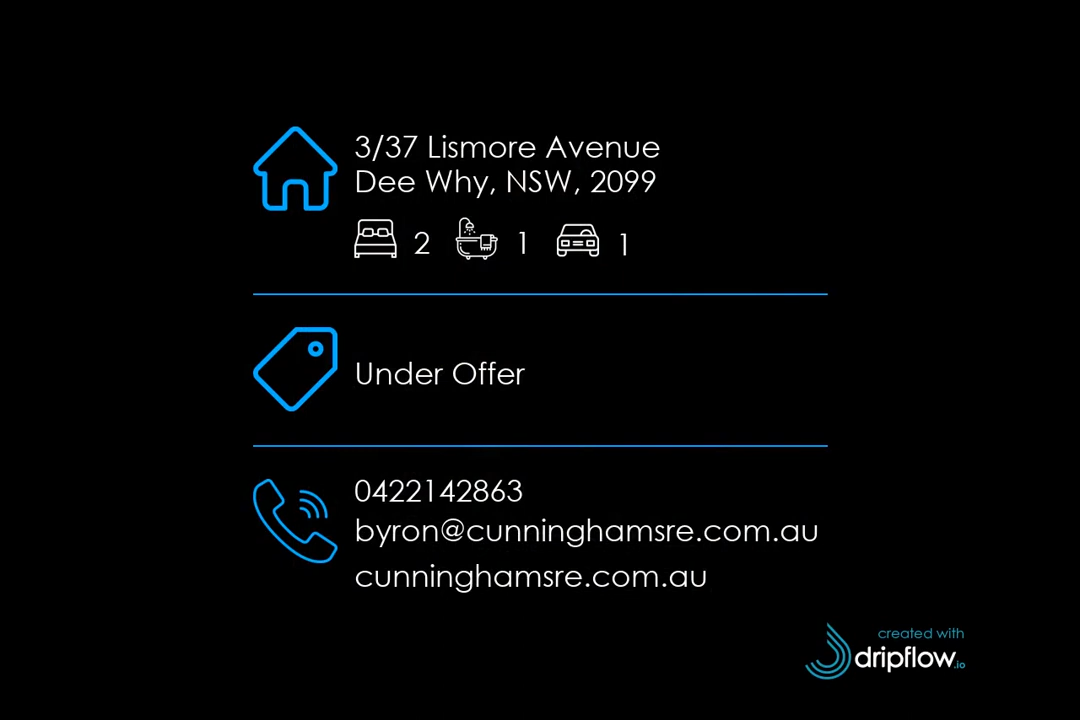 3/37 Lismore Avenue
Dee Why, NSW, 2099
2 1 1
Under Offer
0422142863
byron@cunninghamsre.com.au
cunninghamsre.com.au
created with
dripflow.io